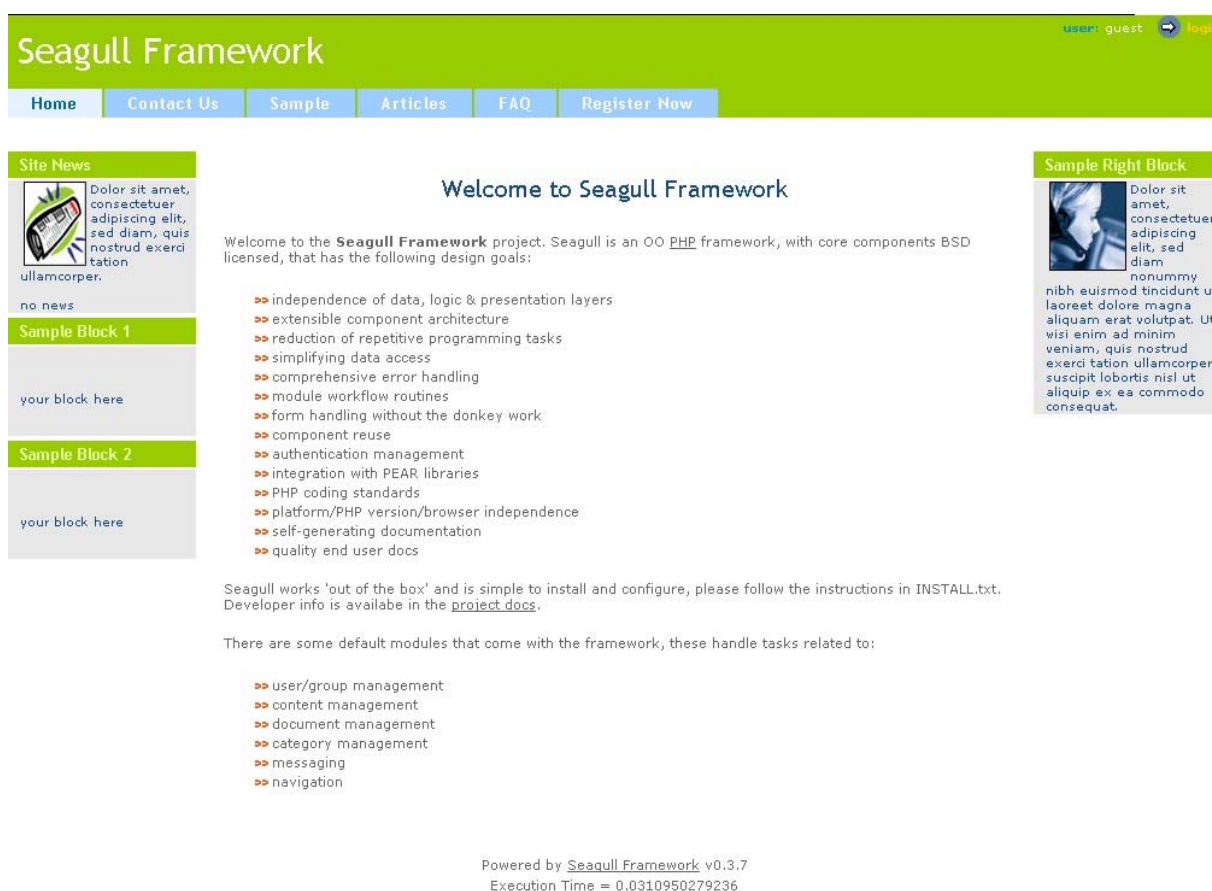 user: guest
Seagull Framework
Home
Contact Us
Sample
Articles
FAQ
Register Now
Site News
Dolor sit amet,
consectetuer
adipiscing elit,
sed diam, quis
nostrud exerci
tation
ullamcorper.
no news
Sample Block 1
your block here
Sample Block 2
your block here
Welcome to Seagull Framework
Welcome to the Seagull Framework project. Seagull is an OO PHP framework, with core components BSD
licensed, that has the following design goals:
independence of data, logic & presentation layers
extensible component architecture
reduction of repetitive programming tasks
simplifying data access
comprehensive error handling
module workflow routines
form handling without the donkey work
component reuse
authentication management
integration with PEAR libraries
PHP coding standards
platform/PHP version/browser independence
self-generating documentation
quality end user docs
Seagull works 'out of the box' and is simple to install and configure, please follow the instructions in INSTALL.txt.
Developer info is availabe in the project docs.
There are some default modules that come with the framework, these handle tasks related to:
user/group management
content management
document management
category management
messaging
navigation
Sample Right Block
Dolor sit
amet,
consectetuer
adipiscing
elit, sed
diam
nonummy
nibh euismod tincidunt
laoreet dolore magna
aliquam erat volutpat. Ut
wisi enim ad minim
veniam, quis nostrud
exerci tation ullamcorper
suscipit lobortis nisl ut
aliquip ex ea commodo
consequat.
Powered by Seagull Framework v0.3.7
Execution Time = 0.0310950279236